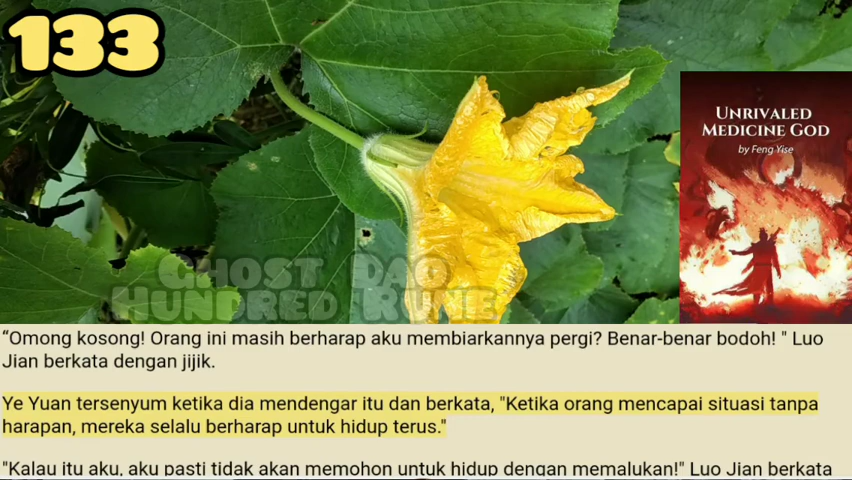 133
UNRIVALED
MEDICINE GOD
by Feng Yise
GHOST DAO
HUNDRED RUNE
“Omong kosong! Orang ini masih berharap aku membiarkannya pergi? Benar-benar bodoh! " Luo
Jian berkata dengan jijik.
Ye Yuan tersenyum ketika dia mendengar itu dan berkata, "Ketika orang mencapai situasi tanpa
harapan, mereka selalu berharap untuk hidup terus."
"Kalau itu aku, aku pasti tidak akan memohon untuk hidup dengan memalukan!" Luo Jian berkata